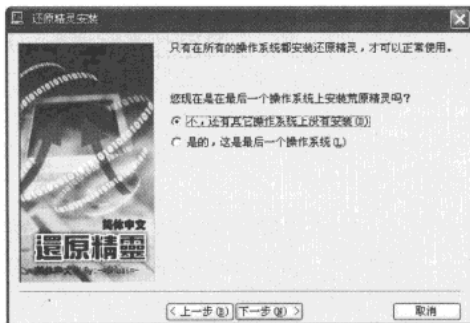 还原精灵安装
只有在所有的操作系统都安装还原精灵，才可以正常使用。
您现在是在最后一个操作系统上安装荒原精灵吗？
不，还有其它操作系统上没有安装(D)
是的，这是最后一个操作系统(L)
简体中文
還原精靈
<上一步(B)
下一步(N)>
取消